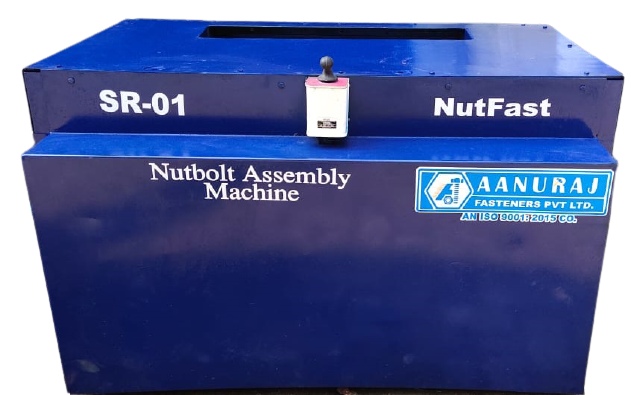 SR-01
NutFast
Nutbolt Assembly
Machine
AANURAJ
FASTENERS PVT LTD.
AN ISO 9001:2015 CO.